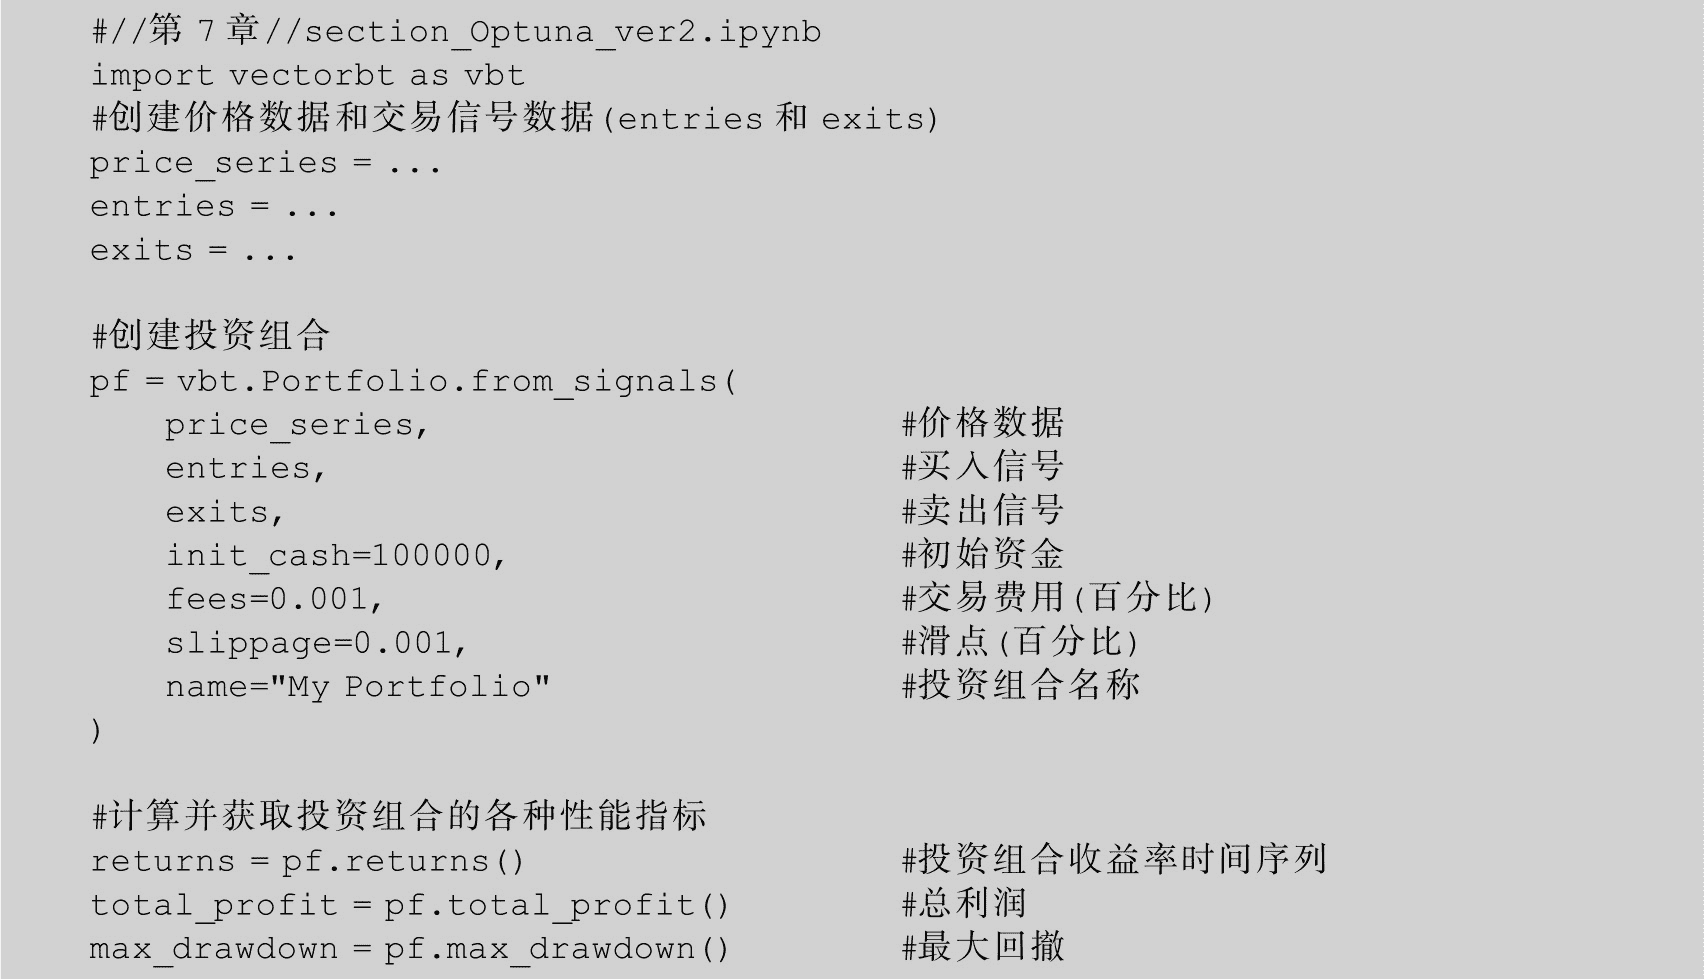 #//第 7 章//section_Optuna_ver2.ipynb
import vectorbt as vbt
#创建价格数据和交易信号数据(entries 和 exits)
price_series = ...
entries = ...
exits = ...
#创建投资组合
pf = vbt.Portfolio.from_signals(
price_series, #价格数据
entries, #买入信号
exits, #卖出信号
init_cash=100000, #初始资金
fees=0.001, #交易费用(百分比)
slippage=0.001, #滑点(百分比)
name="My Portfolio" #投资组合名称
)
#计算并获取投资组合的各种性能指标
returns = pf.returns() #投资组合收益率时间序列
total_profit = pf.total_profit() #总利润
max_drawdown = pf.max_drawdown() #最大回撤